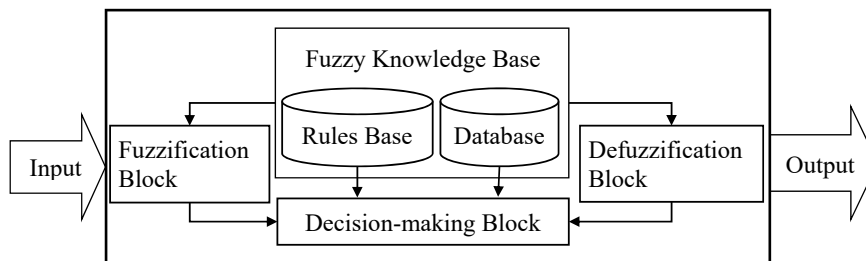 Fuzzy Knowledge Base
Rules Base
Database
Input
Fuzzification
Block
Defuzzification
Block
Output
Decision-making Block